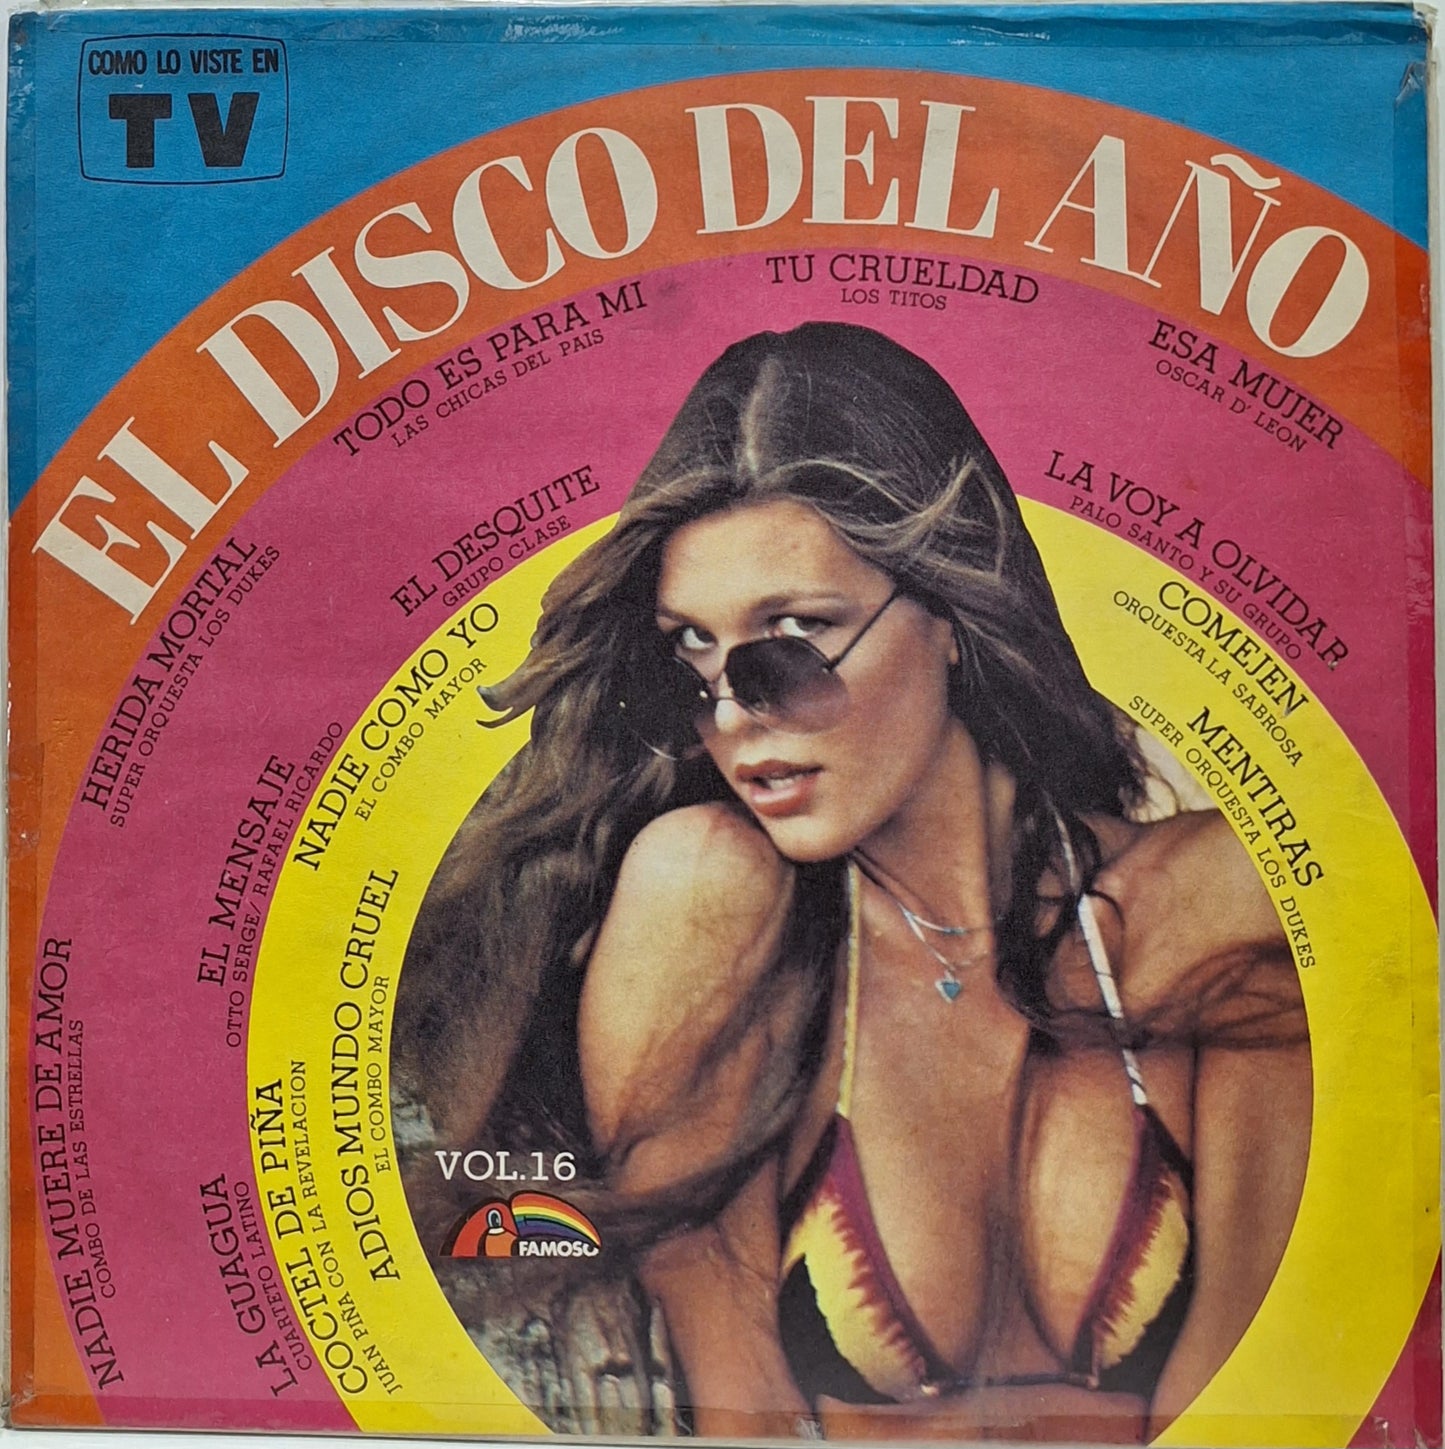 COMO LO VISTE EN
TV
EL DISCO DEL AÑO
NADIE MUERE DE AMOR
COMBO DE LAS ESTRELLAS
HERIDA MORTAL
SUPER ORQUESTA LOS DUKES
TODO ES PARA MI
LAS CHICAS DEL PAIS
TU CRUELDAD
LOS TITOS
ESA MUJER
OSCAR D' LEON
LA GUAGUA
CUARTETO LATINO
EL MENSAJE
OTTO SERGE/RAFAEL RICARDO
EL DESQUITE
GRUPO CLASE
LA VOY A OLVIDAR
PALO SANTO Y SU GRUPO
COCTEL DE PIÑA
JUAN PIÑA CON LA REVELACION
ADIOS MUNDO CRUEL
EL COMBO MAYOR
NADIE COMO YO
EL COMBO MAYOR
COMEJEN
ORQUESTA LA SABROSA
MENTIRAS
SUPER ORQUESTA LOS DUKES
VOL.16
FAMOSO